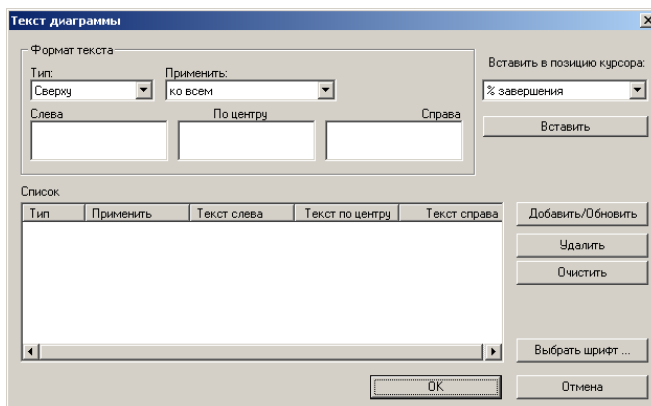 Текст диаграммы
Формат текста
Тип: Применить: Вставить в позицию курсора:
Сверху ко всем % завершения
Слева По центру Справа Вставить
Список
Тип Применить Текст слева Текст по центру Текст справа Добавить/Обновить
Удалить
Очистить
Выбрать шрифт ...
OK Отмена